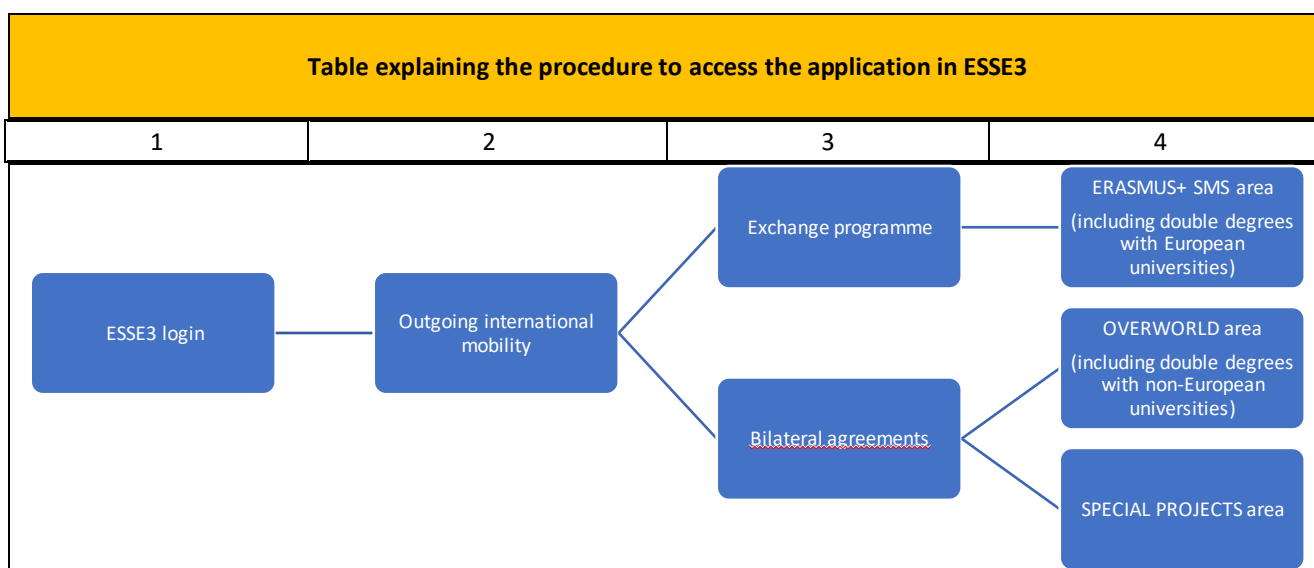 Table explaining the procedure to access the application in ESSE3
1
2
3
4
ESSE3 login
Outgoing international
mobility
Exchange programme
Bilateral agreements
ERASMUS+ SMS area
(including double degrees
with European
universities)
OVERWORLD area
(including double degrees
with non-European
universities)
SPECIAL PROJECTS area